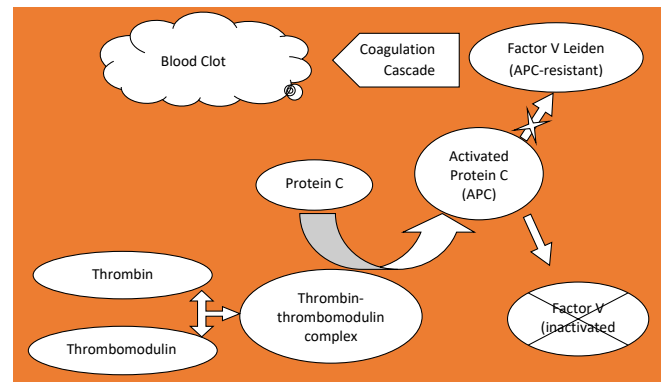 Blood Clot
Coagulation
Cascade
Factor V Leiden
(APC-resistant)
Activated
Protein C
(APC)
Protein C
Thrombin
Thrombin-
thrombomodulin
complex
Thrombomodulin
Factor V
(inactivated